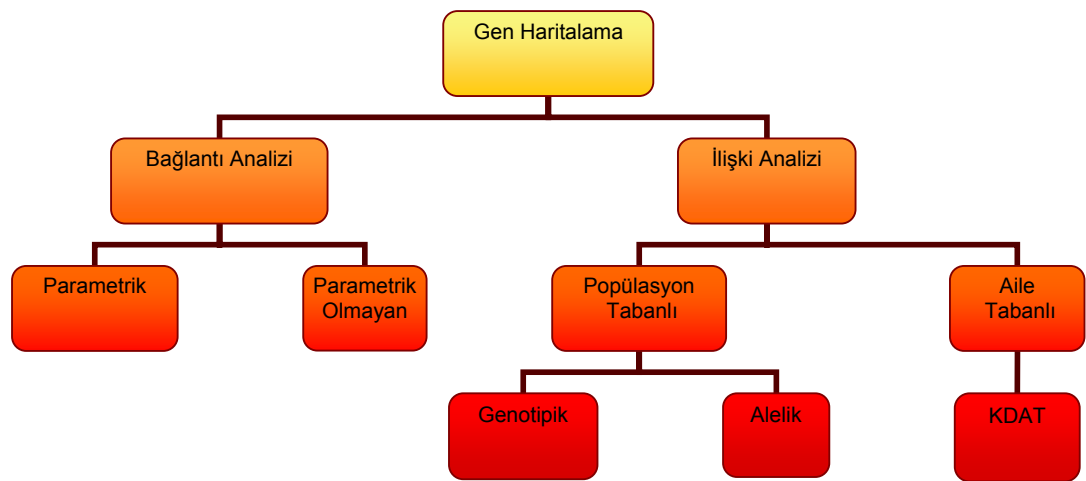 Gen Haritalama
Bağlantı Analizi
İlişki Analizi
Parametrik
Parametrik
Olmayan
Popülasyon
Tabanlı
Aile
Tabanlı
Genotipik
Alelik
KDAT